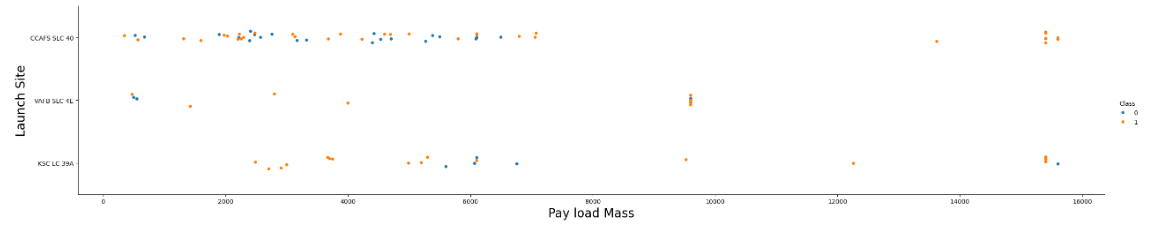 Launch Site
CCAFS SLC 40
VAFB SLC 4E
KSC LC 39A
0
2000
4000
6000
8000
10000
12000
14000
16000
Pay load Mass
Class
0
1